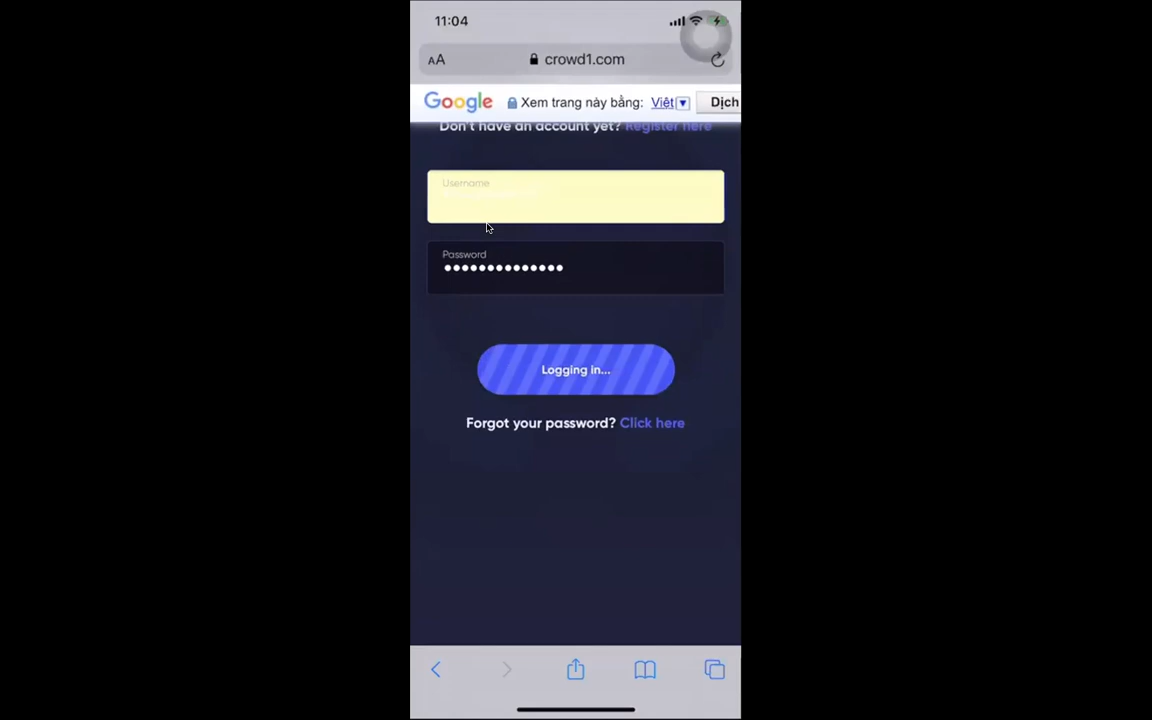 11:04
AA crowd1.com
Google Xem trang này bằng: Việt Dịch
Don't have an account yet? Register here
Username
Password
••••••••••••••
Logging in...
Forgot your password? Click here